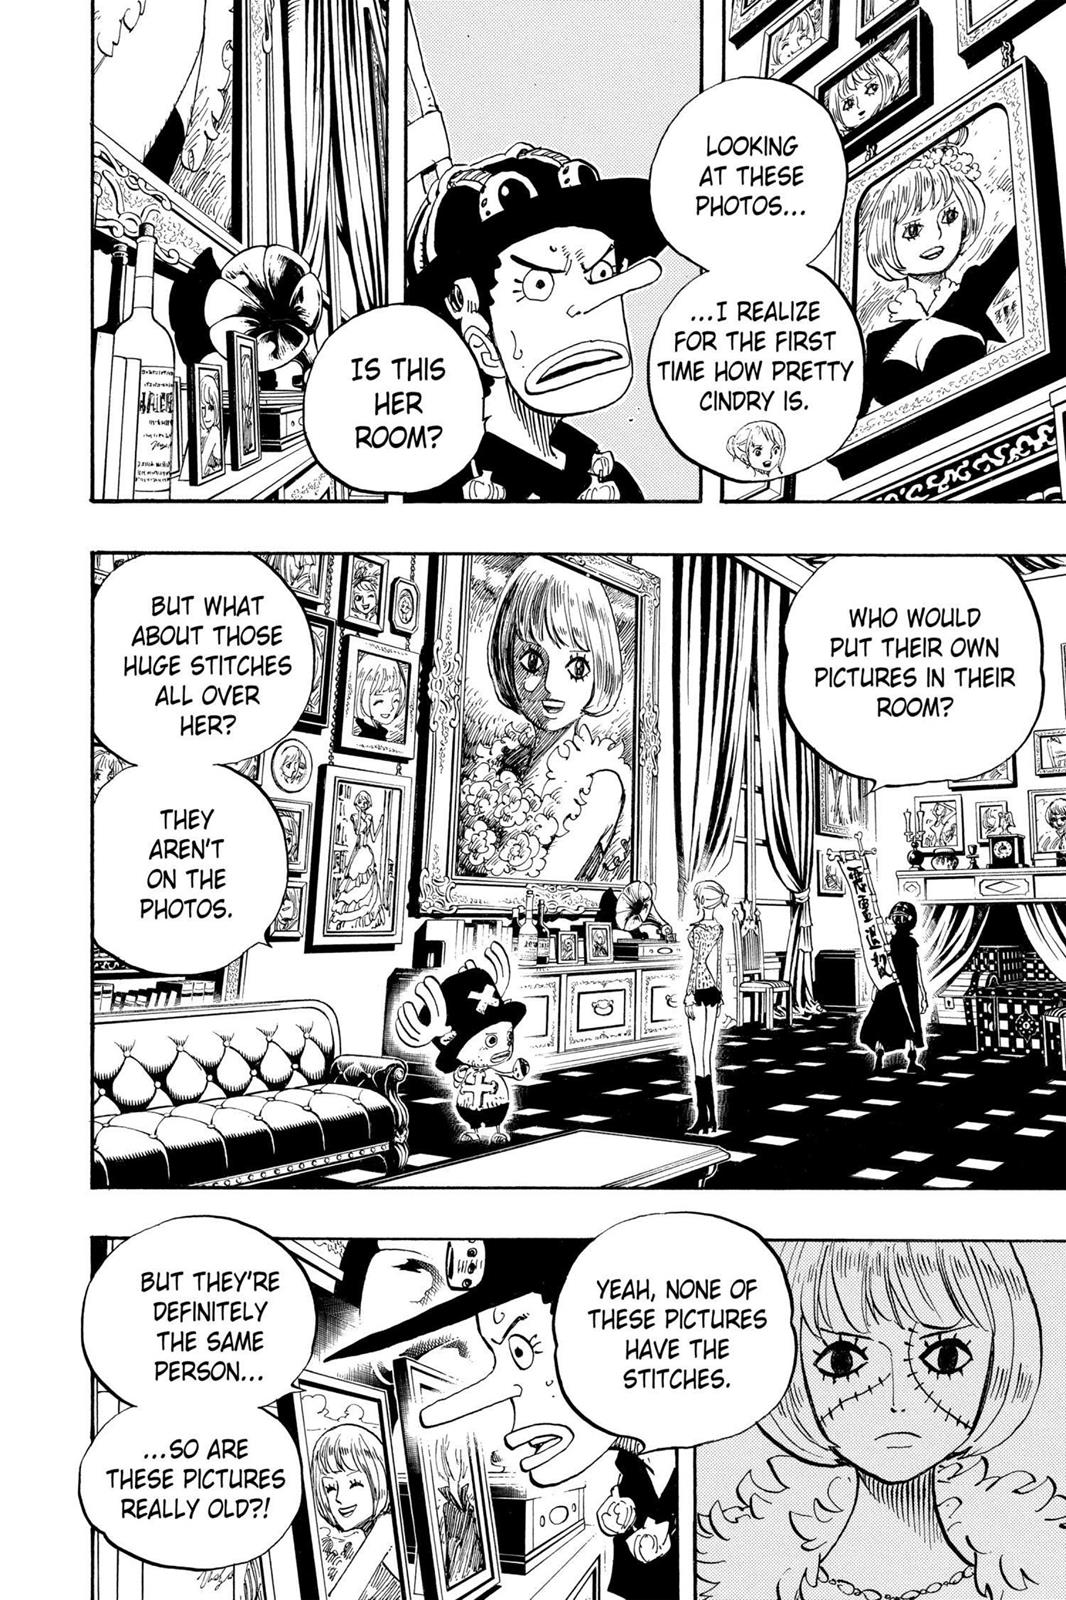 LOOKING
AT THESE
PHOTOS...
...I REALIZE
FOR THE FIRST
TIME HOW PRETTY
CINDRY IS.
IS THIS
HER
ROOM?
WHO WOULD
PUT THEIR OWN
PICTURES IN THEIR
ROOM?
BUT WHAT
ABOUT THOSE
HUGE STITCHES
ALL OVER
HER?
THEY
AREN'T
ON THE
PHOTOS.
YEAH, NONE OF
THESE PICTURES
HAVE THE
STITCHES.
BUT THEY'RE
DEFINITELY
THE SAME
PERSON...
...SO ARE
THESE PICTURES
REALLY OLD?!